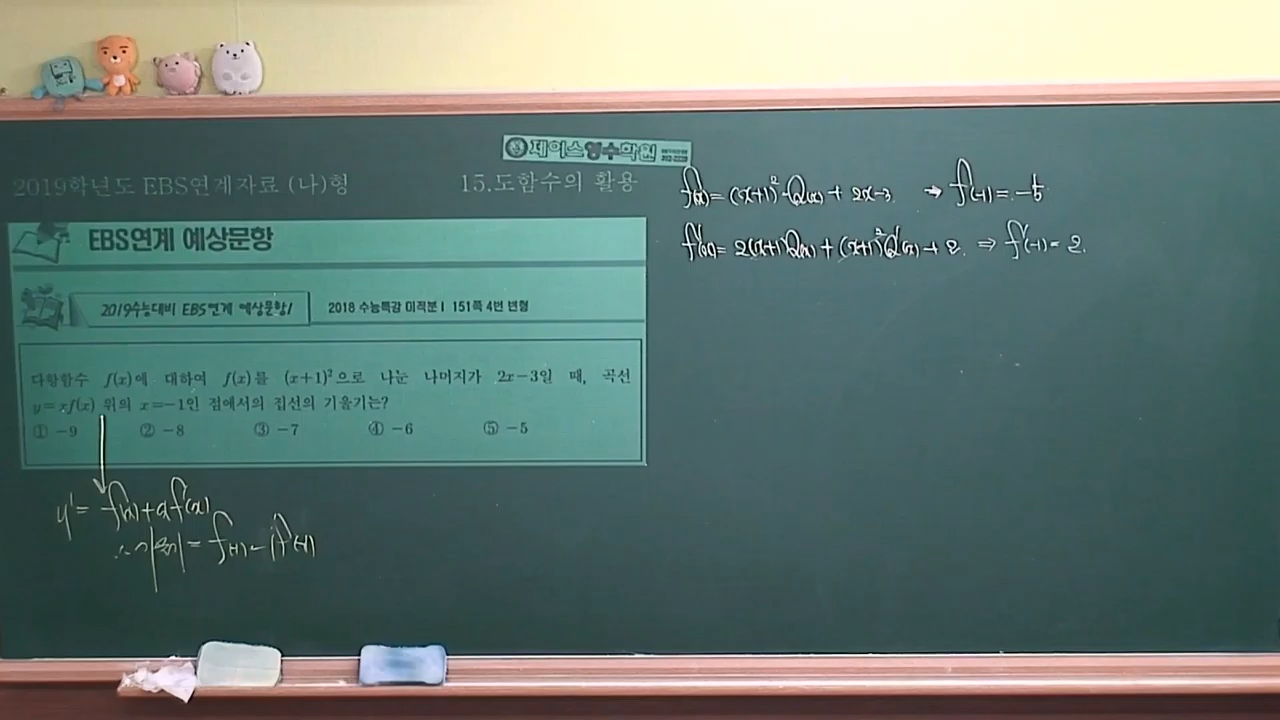 제이스영수학원
2019학년도 EBS연계자료 (나)형
15.도함수의 활용
EBS연계 예상문항
2019수능대비 EBS연계 예상문항1
2018 수능특강 미적분Ⅰ 151쪽 4번 변형
다항함수 f(x)에 대하여 f(x)를 (x+1)²으로 나눈 나머지가 2x-3일 때, 곡선
y=xf(x) 위의 x=-1인 점에서의 접선의 기울기는?
① -9 ② -8 ③ -7 ④ -6 ⑤ -5
y' = f(x)+xf'(x)
∴ 기울기 = f(-1) - 1f'(-1)
f(x)= (x+1)² Q(x) + 2x-3 → f(-1) = -5
f'(x)= 2(x+1)Q(x) + (x+1)²Q'(x) + 2. ⇒ f'(-1) = 2.